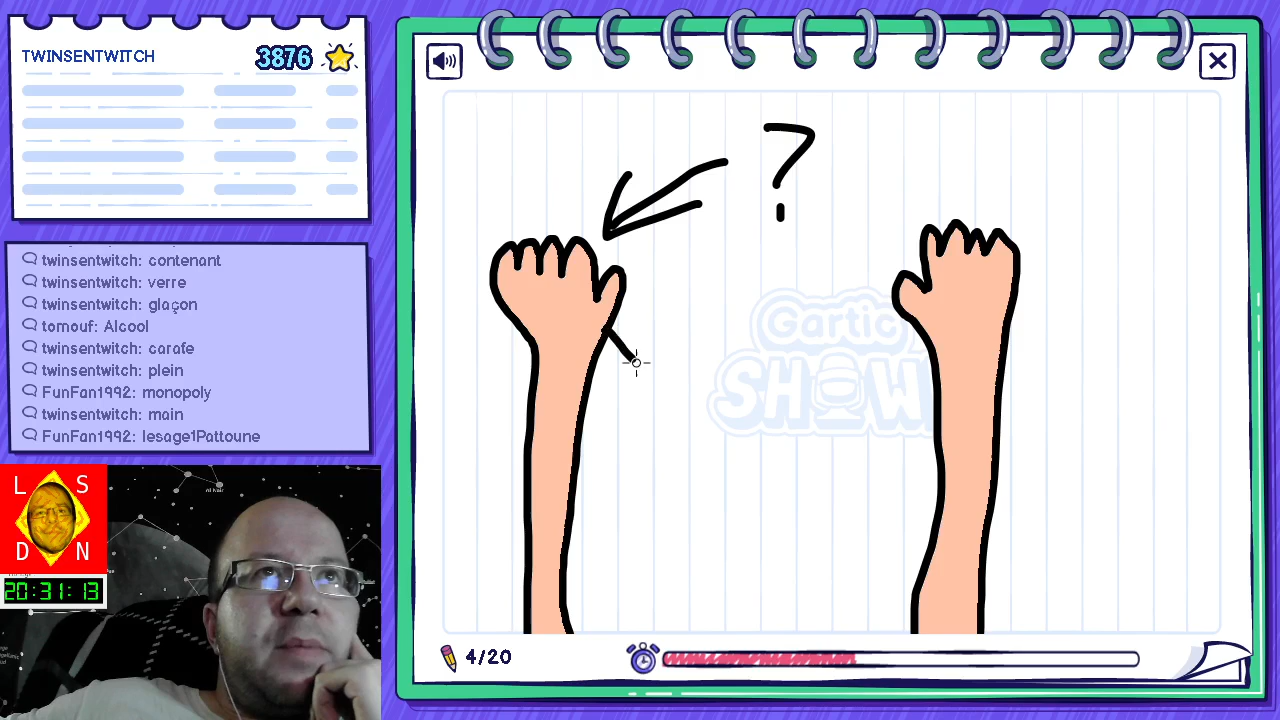 TWINSENTWITCH 3876
twinsentwitch: contenant
twinsentwitch: verre
twinsentwitch: glaçon
tomouf: Alcool
twinsentwitch: carafe
twinsentwitch: plein
FunFan1992: monopoly
twinsentwitch: main
FunFan1992: lesage1Pattoune
L S
D N
20:31:13
?
Gartic
SHOW
4/20